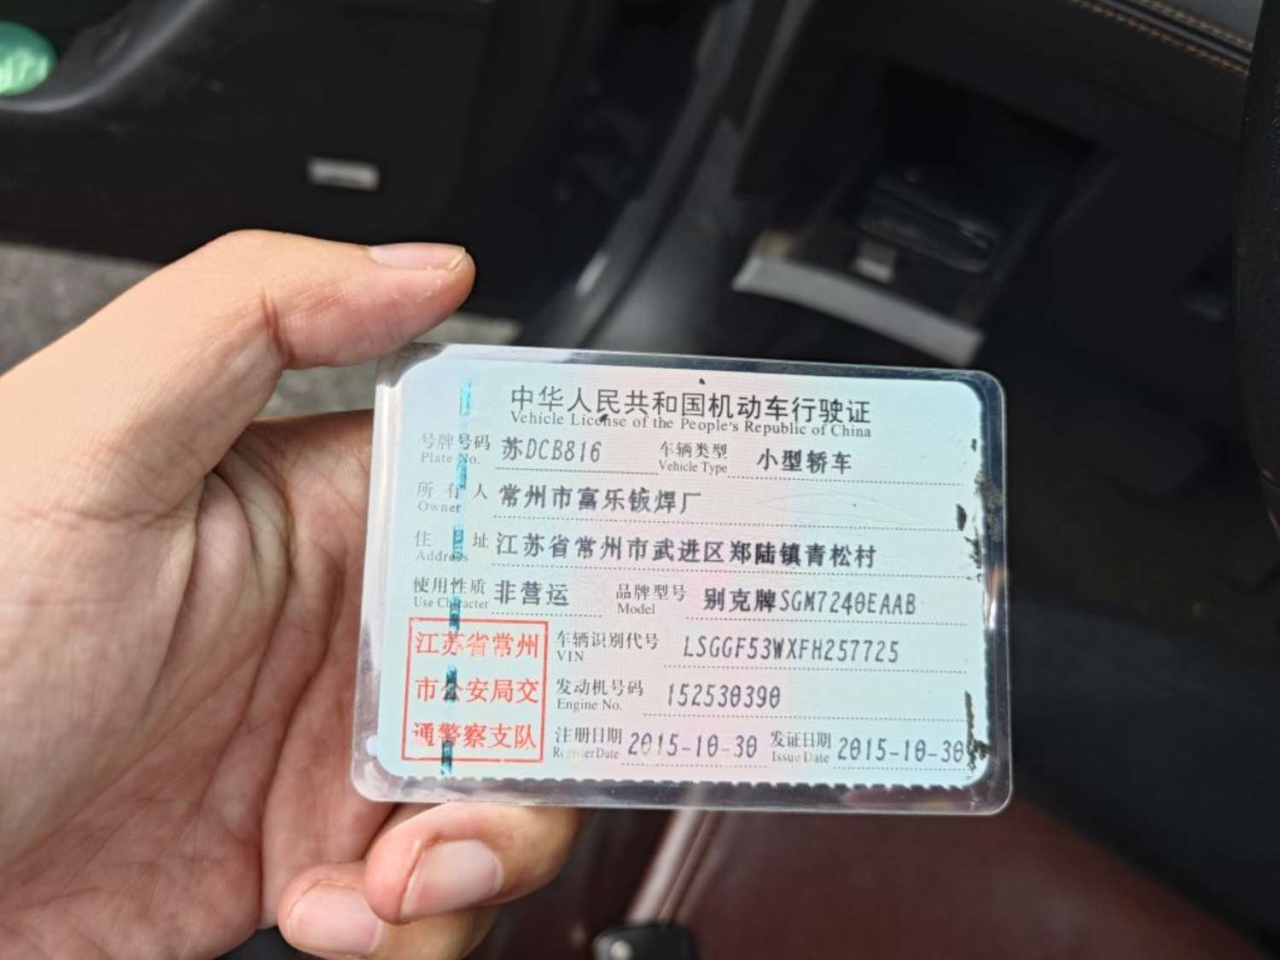 中华人民共和国机动车行驶证
Vehicle License of the People's Republic of China
号牌号码 苏DCB816 车辆类型 小型轿车
Plate No. Vehicle Type
所有人 常州市富乐钣焊厂
Owner
住址 江苏省常州市武进区郑陆镇青松村
Address
使用性质 非营运 品牌型号 别克牌SGM7240EAAB
Use Character Model
江苏省常州
市公安局交
通警察支队
车辆识别代号 LSGGF53WXFH257725
VIN
发动机号码 152530390
Engine No.
注册日期 2015-10-30 发证日期 2015-10-30
Register Date Issue Date